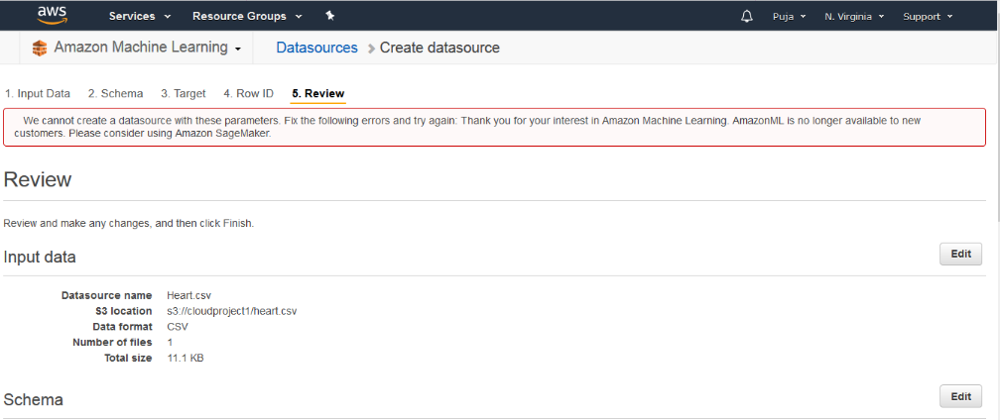 aws Services Resource Groups Puja N. Virginia Support
Amazon Machine Learning Datasources Create datasource
1. Input Data 2. Schema 3. Target 4. Row ID 5. Review
We cannot create a datasource with these parameters. Fix the following errors and try again: Thank you for your interest in Amazon Machine Learning. AmazonML is no longer available to new
customers. Please consider using Amazon SageMaker.
Review
Review and make any changes, and then click Finish.
Input data Edit
Datasource name Heart.csv
S3 location s3://cloudproject1/heart.csv
Data format CSV
Number of files 1
Total size 11.1 KB
Schema Edit